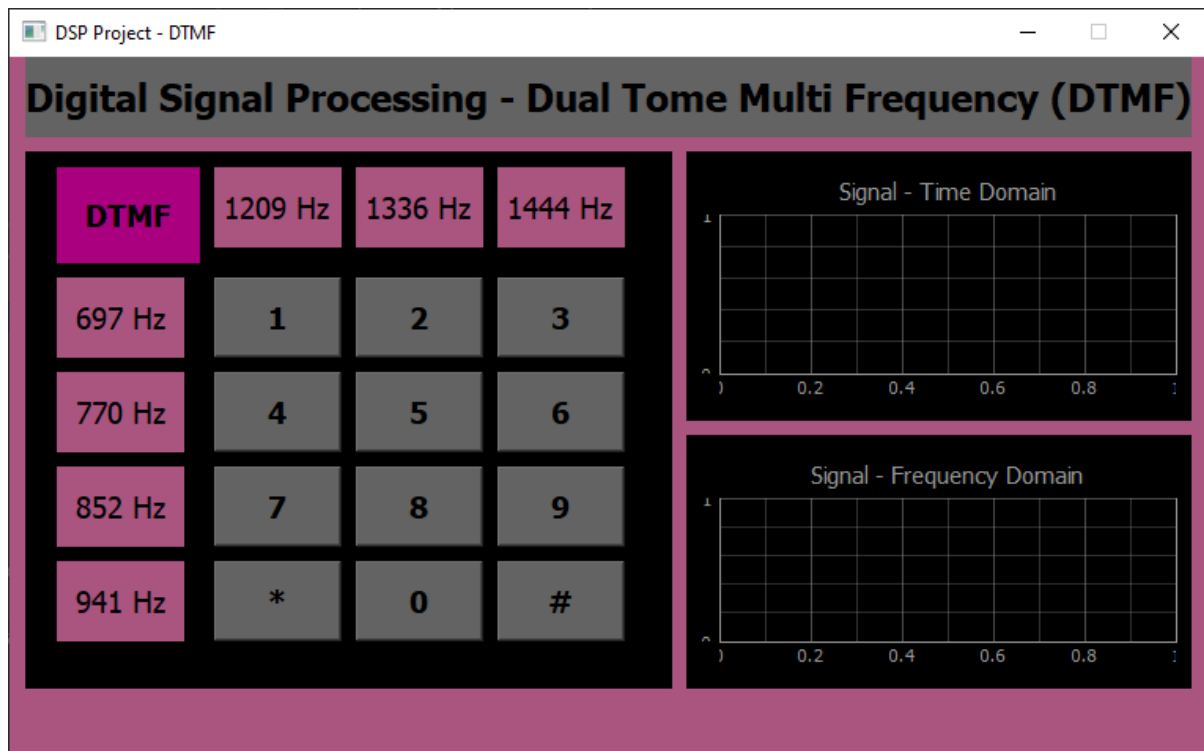 DSP Project - DTMF
Digital Signal Processing - Dual Tome Multi Frequency (DTMF)
DTMF 1209 Hz 1336 Hz 1444 Hz
697 Hz 1 2 3
770 Hz 4 5 6
852 Hz 7 8 9
941 Hz * 0 #
Signal - Time Domain
1
0.2 0.4 0.6 0.8
Signal - Frequency Domain
1
0.2 0.4 0.6 0.8